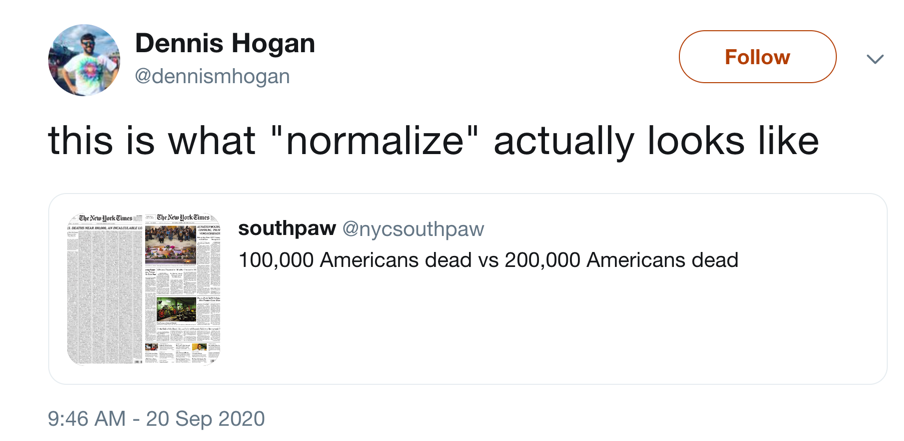 Dennis Hogan
@dennismhogan
Follow
this is what "normalize" actually looks like
The New York Times
The New York Times
southpaw @nycsouthpaw
100,000 Americans dead vs 200,000 Americans dead
9:46 AM - 20 Sep 2020